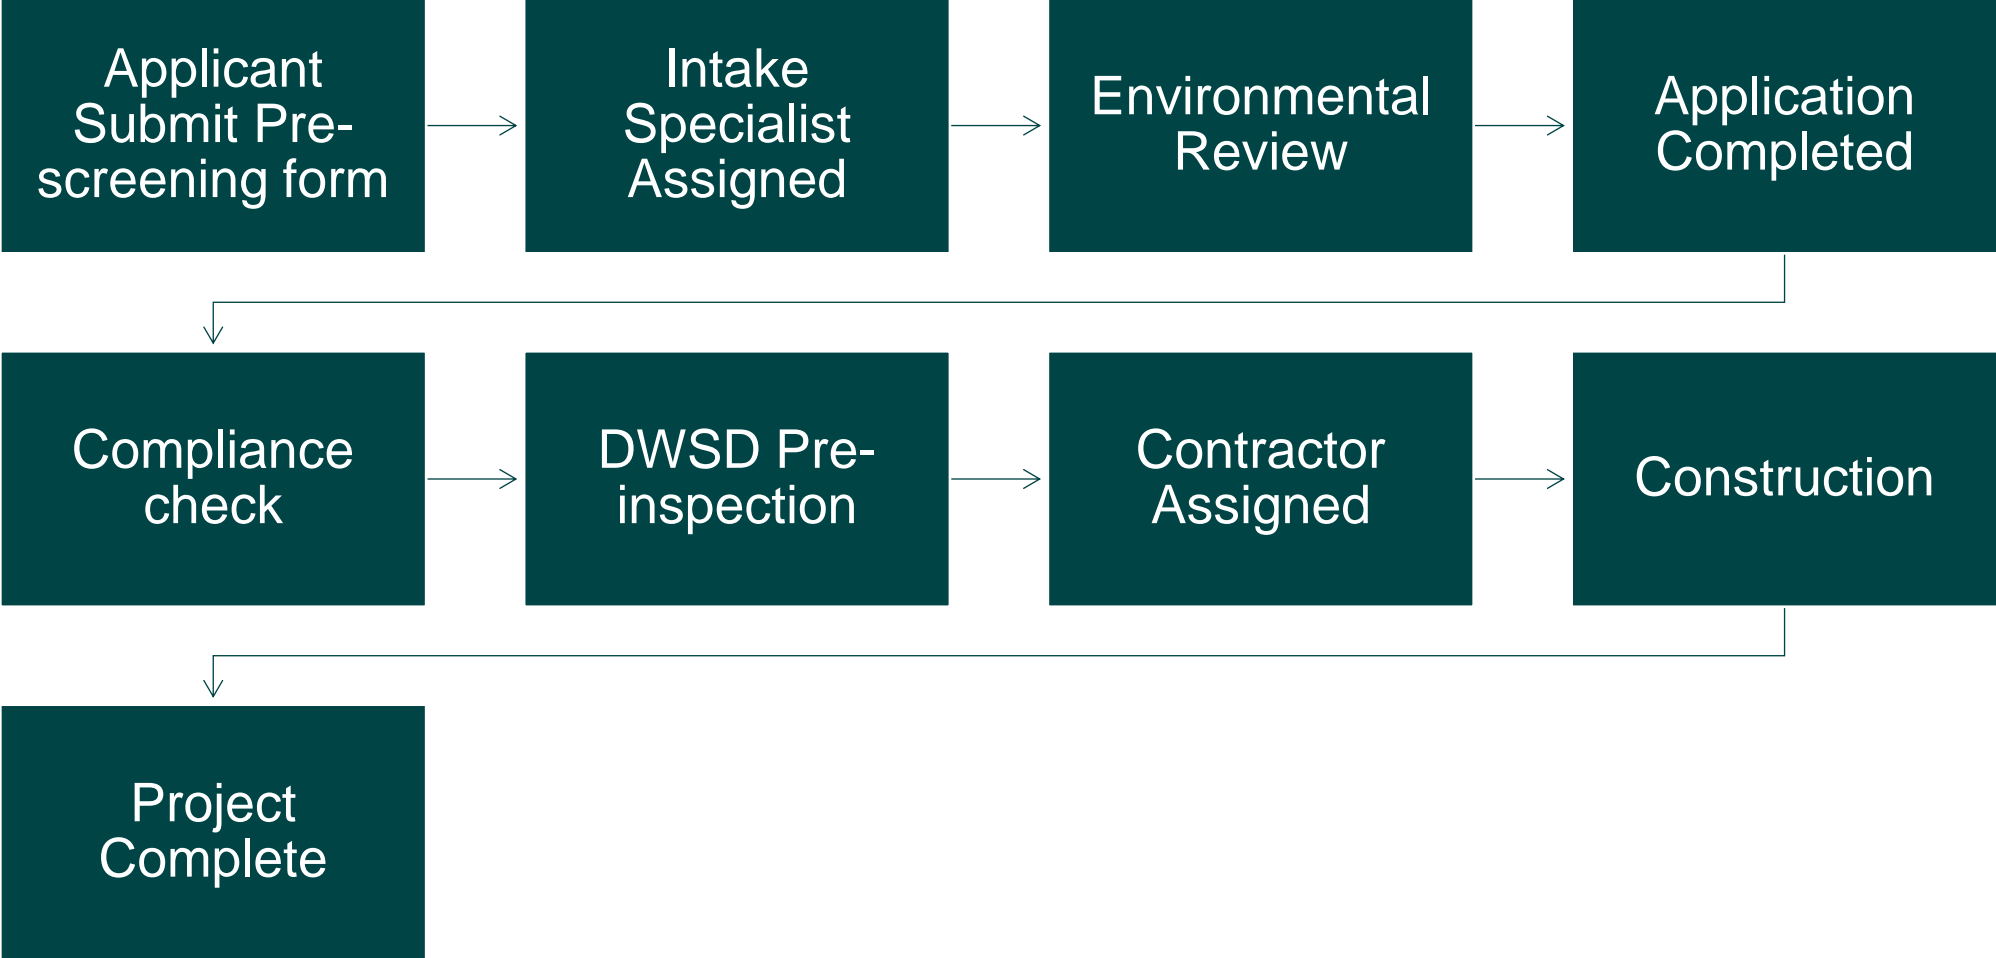 Applicant
Submit Pre-
screening form
Intake
Specialist
Assigned
Environmental
Review
Application
Completed
Compliance
check
DWSD Pre-
inspection
Contractor
Assigned
Construction
Project
Complete